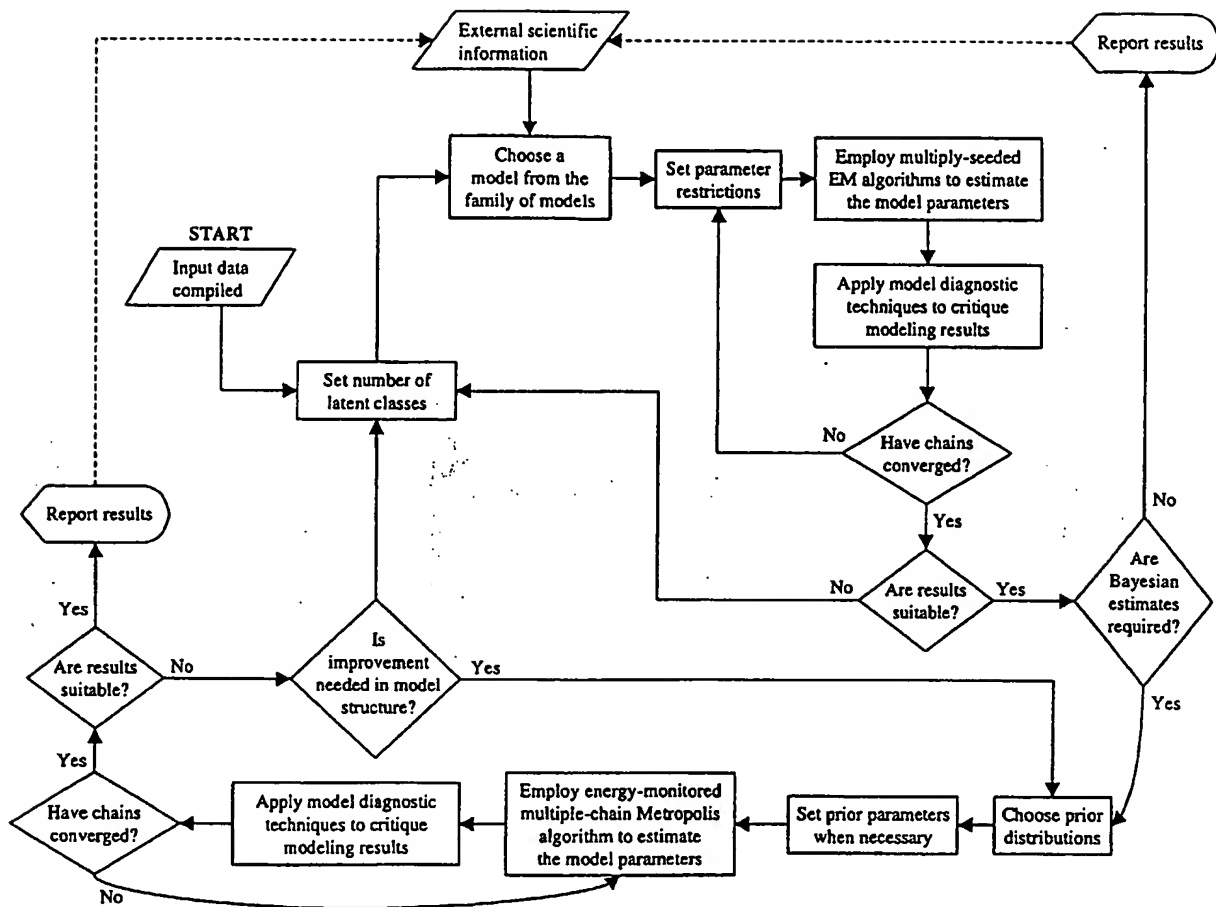 External scientific
information
Report results
Choose a
model from the
family of models
Set parameter
restrictions
Employ multiply-seeded
EM algorithms to estimate
the model parameters
START
Input data
compiled
Apply model diagnostic
techniques to critique
modeling results
Set number of
latent classes
No
Have chains
converged?
Report results
Yes
No
No
Are results
suitable?
Yes
Are
Bayesian
estimates
required?
Yes
Are results
suitable?
No
Is
improvement
needed in model
structure?
Yes
Yes
Yes
Have chains
converged?
No
Apply model diagnostic
techniques to critique
modeling results
Employ energy-monitored
multiple-chain Metropolis
algorithm to estimate
the model parameters
Set prior parameters
when necessary
Choose prior
distributions